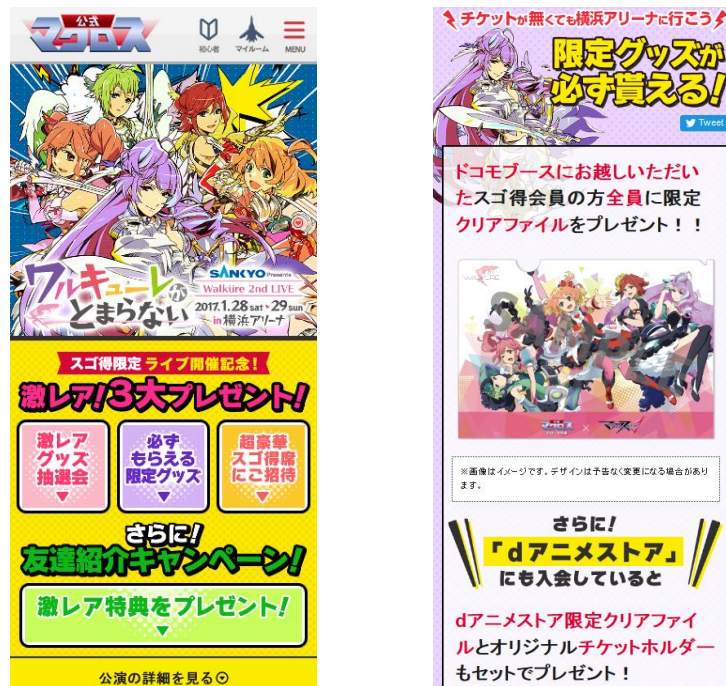 公式
マクロス
初心者
マイルーム
MENU
ワルキューレが
とまらない
SANKYO Presents
Walküre 2nd LIVE
2017.1.28 sat ▸ 29 sun
in 横浜アリーナ
スゴ得限定 ライブ開催記念！
激レア！3大プレゼント！
激レア
グッズ
抽選会
必ず
もらえる
限定グッズ
超豪華
スゴ得席
にご招待
さらに！
友達紹介キャンペーン！
激レア特典をプレゼント！
公演の詳細を見る
チケットが無くても横浜アリーナに行こう
限定グッズが
必ず貰える！
Tweet
ドコモブースにお越しいただい
たスゴ得会員の方全員に限定
クリアファイルをプレゼント！！
SAMPLE
マクロス
※画像はイメージです。デザインは予告なく変更になる場合があり
ます。
さらに！
「dアニメストア」
にも入会していると
dアニメストア限定クリアファイ
ルとオリジナルチケットホルダー
もセットでプレゼント！